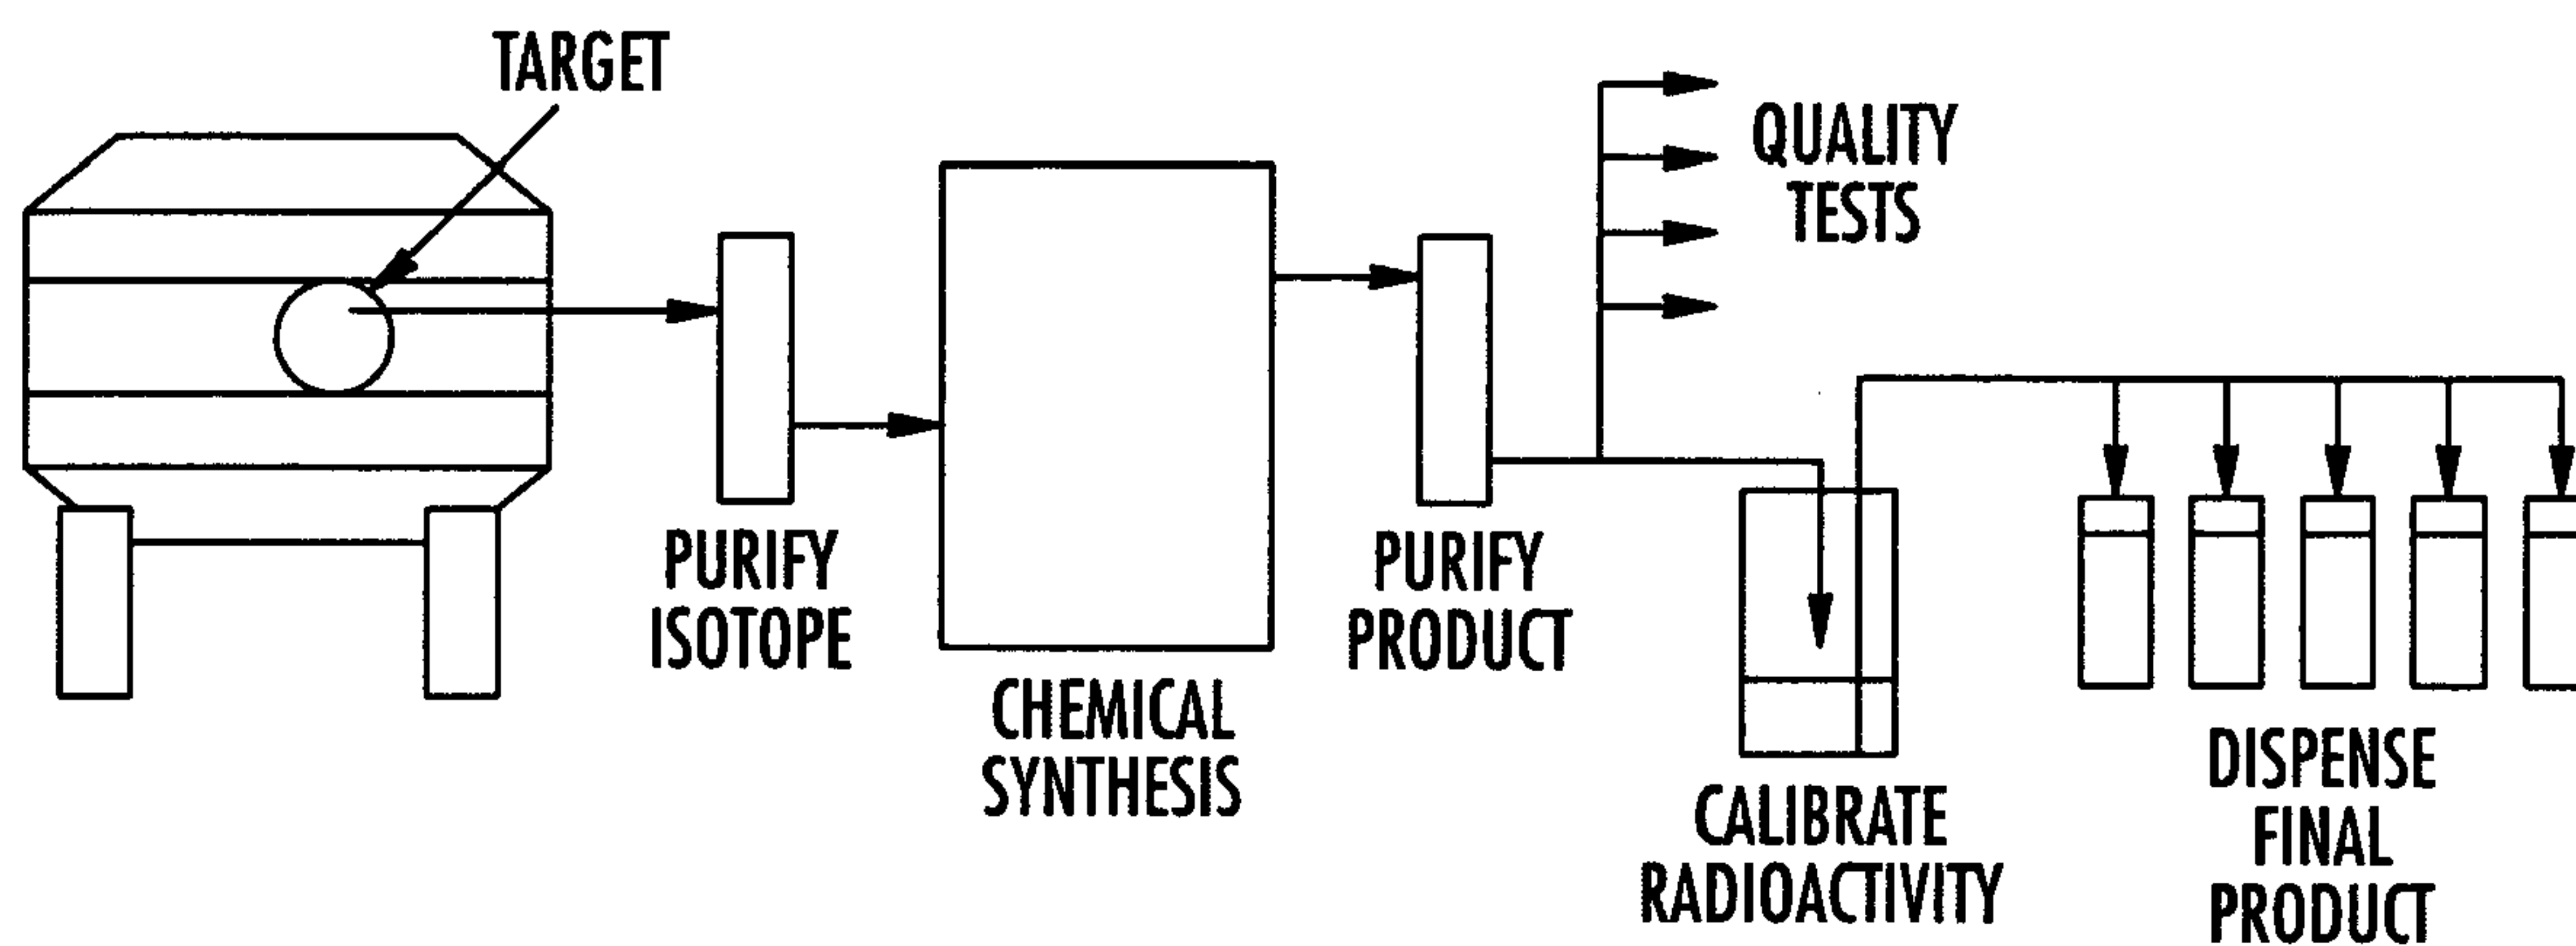 TARGET
QUALITY
TESTS
PURIFY
ISOTOPE
CHEMICAL
SYNTHESIS
PURIFY
PRODUCT
CALIBRATE
RADIOACTIVITY
DISPENSE
FINAL
PRODUCT